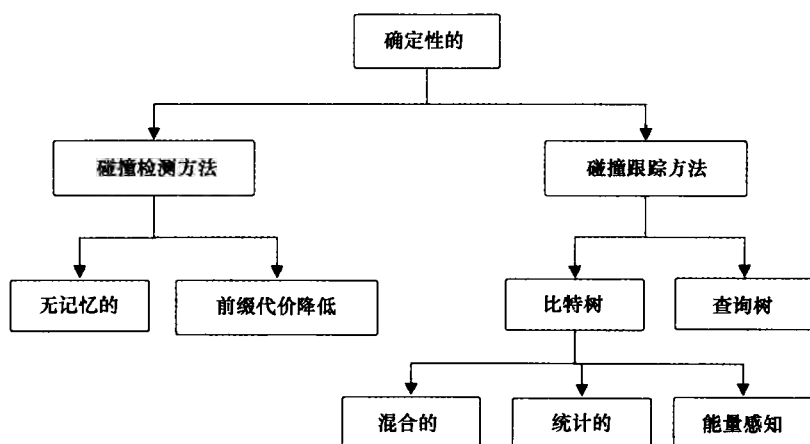 确定性的
碰撞检测方法
碰撞跟踪方法
无记忆的
前缀代价降低
比特树
查询树
混合的
统计的
能量感知